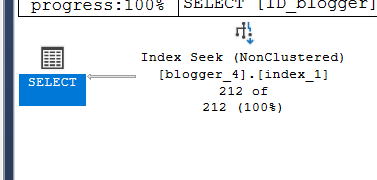 progress:100%
SELECT [ID_blogger]
Index Seek (NonClustered)
[blogger_4].[index_1]
SELECT
212 of
212 (100%)